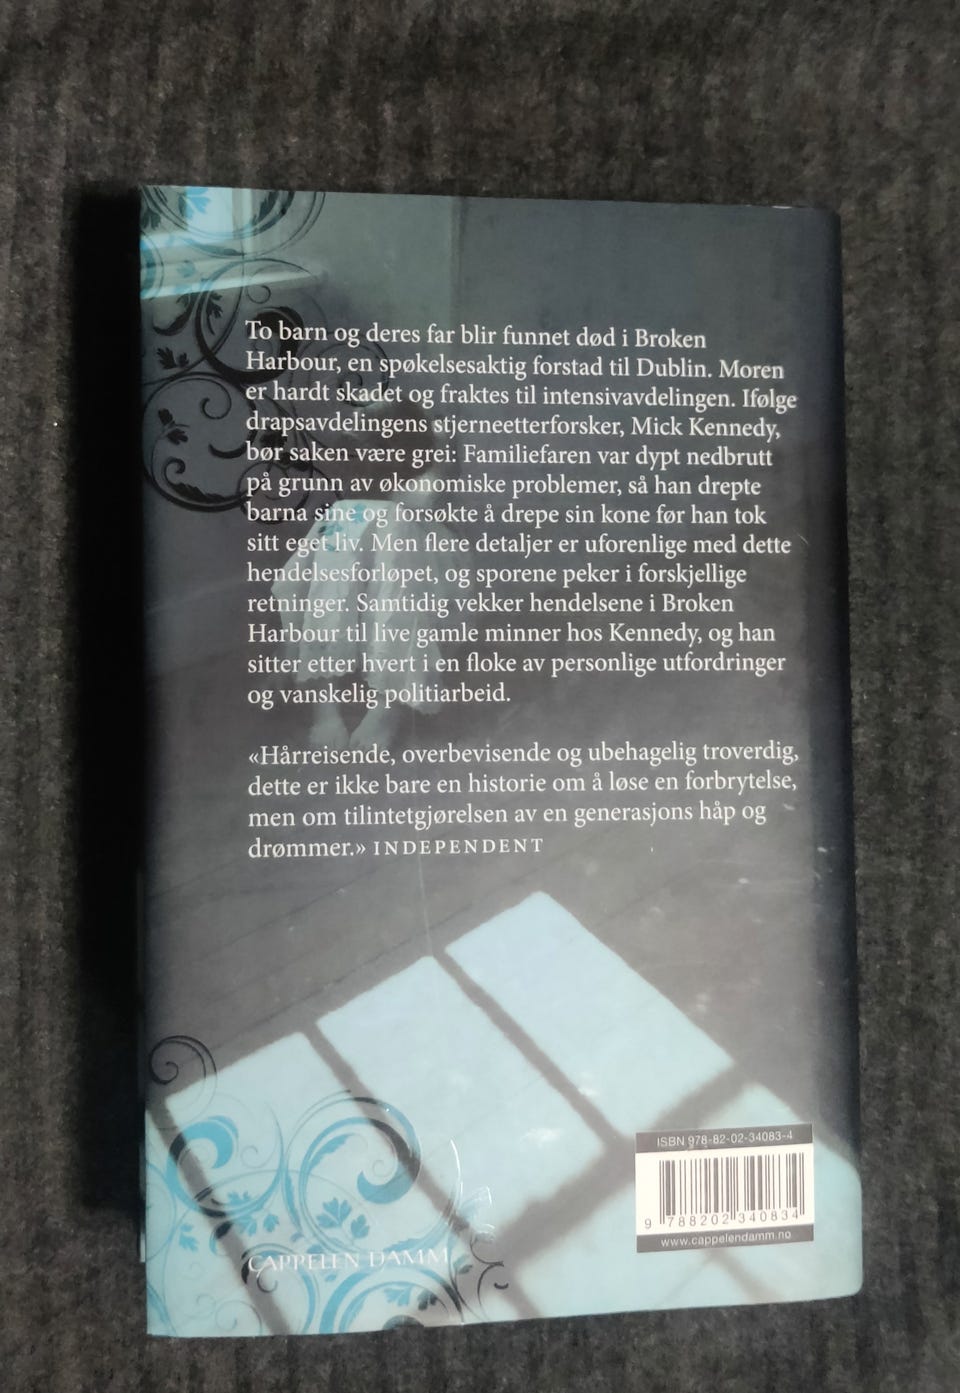 To barn og deres far blir funnet død i Broken
Harbour, en spøkelsesaktig forstad til Dublin. Moren
er hardt skadet og fraktes til intensivavdelingen. Ifølge
drapsavdelingens stjerneetterforsker, Mick Kennedy,
bør saken være grei: Familiefaren var dypt nedbrutt
på grunn av økonomiske problemer, så han drepte
barna sine og forsøkte å drepe sin kone før han tok
sitt eget liv. Men flere detaljer er uforenlige med dette
hendelsesforløpet, og sporene peker i forskjellige
retninger. Samtidig vekker hendelsene i Broken
Harbour til live gamle minner hos Kennedy, og han
sitter etter hvert i en floke av personlige utfordringer
og vanskelig politiarbeid.
«Hårreisende, overbevisende og ubehagelig troverdig,
dette er ikke bare en historie om å løse en forbrytelse,
men om tilintetgjørelsen av en generasjons håp og
drømmer.» INDEPENDENT
ISBN 978-82-02-34083-4
9 788202 340834
www.cappelendamm.no
CAPPELEN DAMM